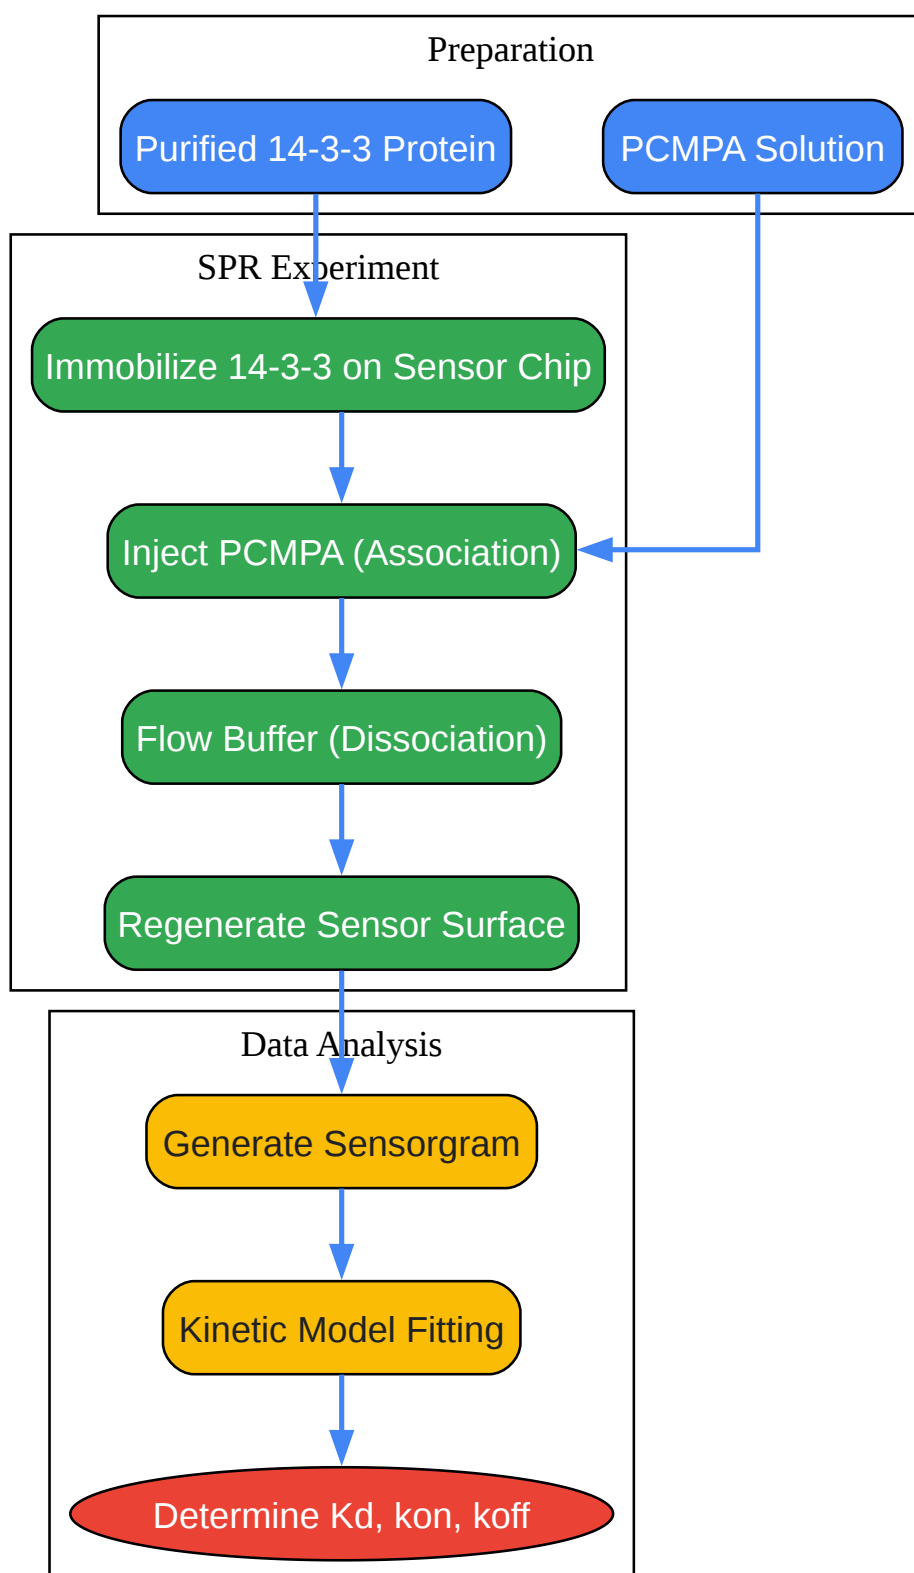 Preparation
Purified 14-3-3 Protein
PCMPA Solution
SPR Experiment
Immobilize 14-3-3 on Sensor Chip
Inject PCMPA (Association)
Flow Buffer (Dissociation)
Regenerate Sensor Surface
Data Analysis
Generate Sensorgram
Kinetic Model Fitting
Determine Kd, kon, koff